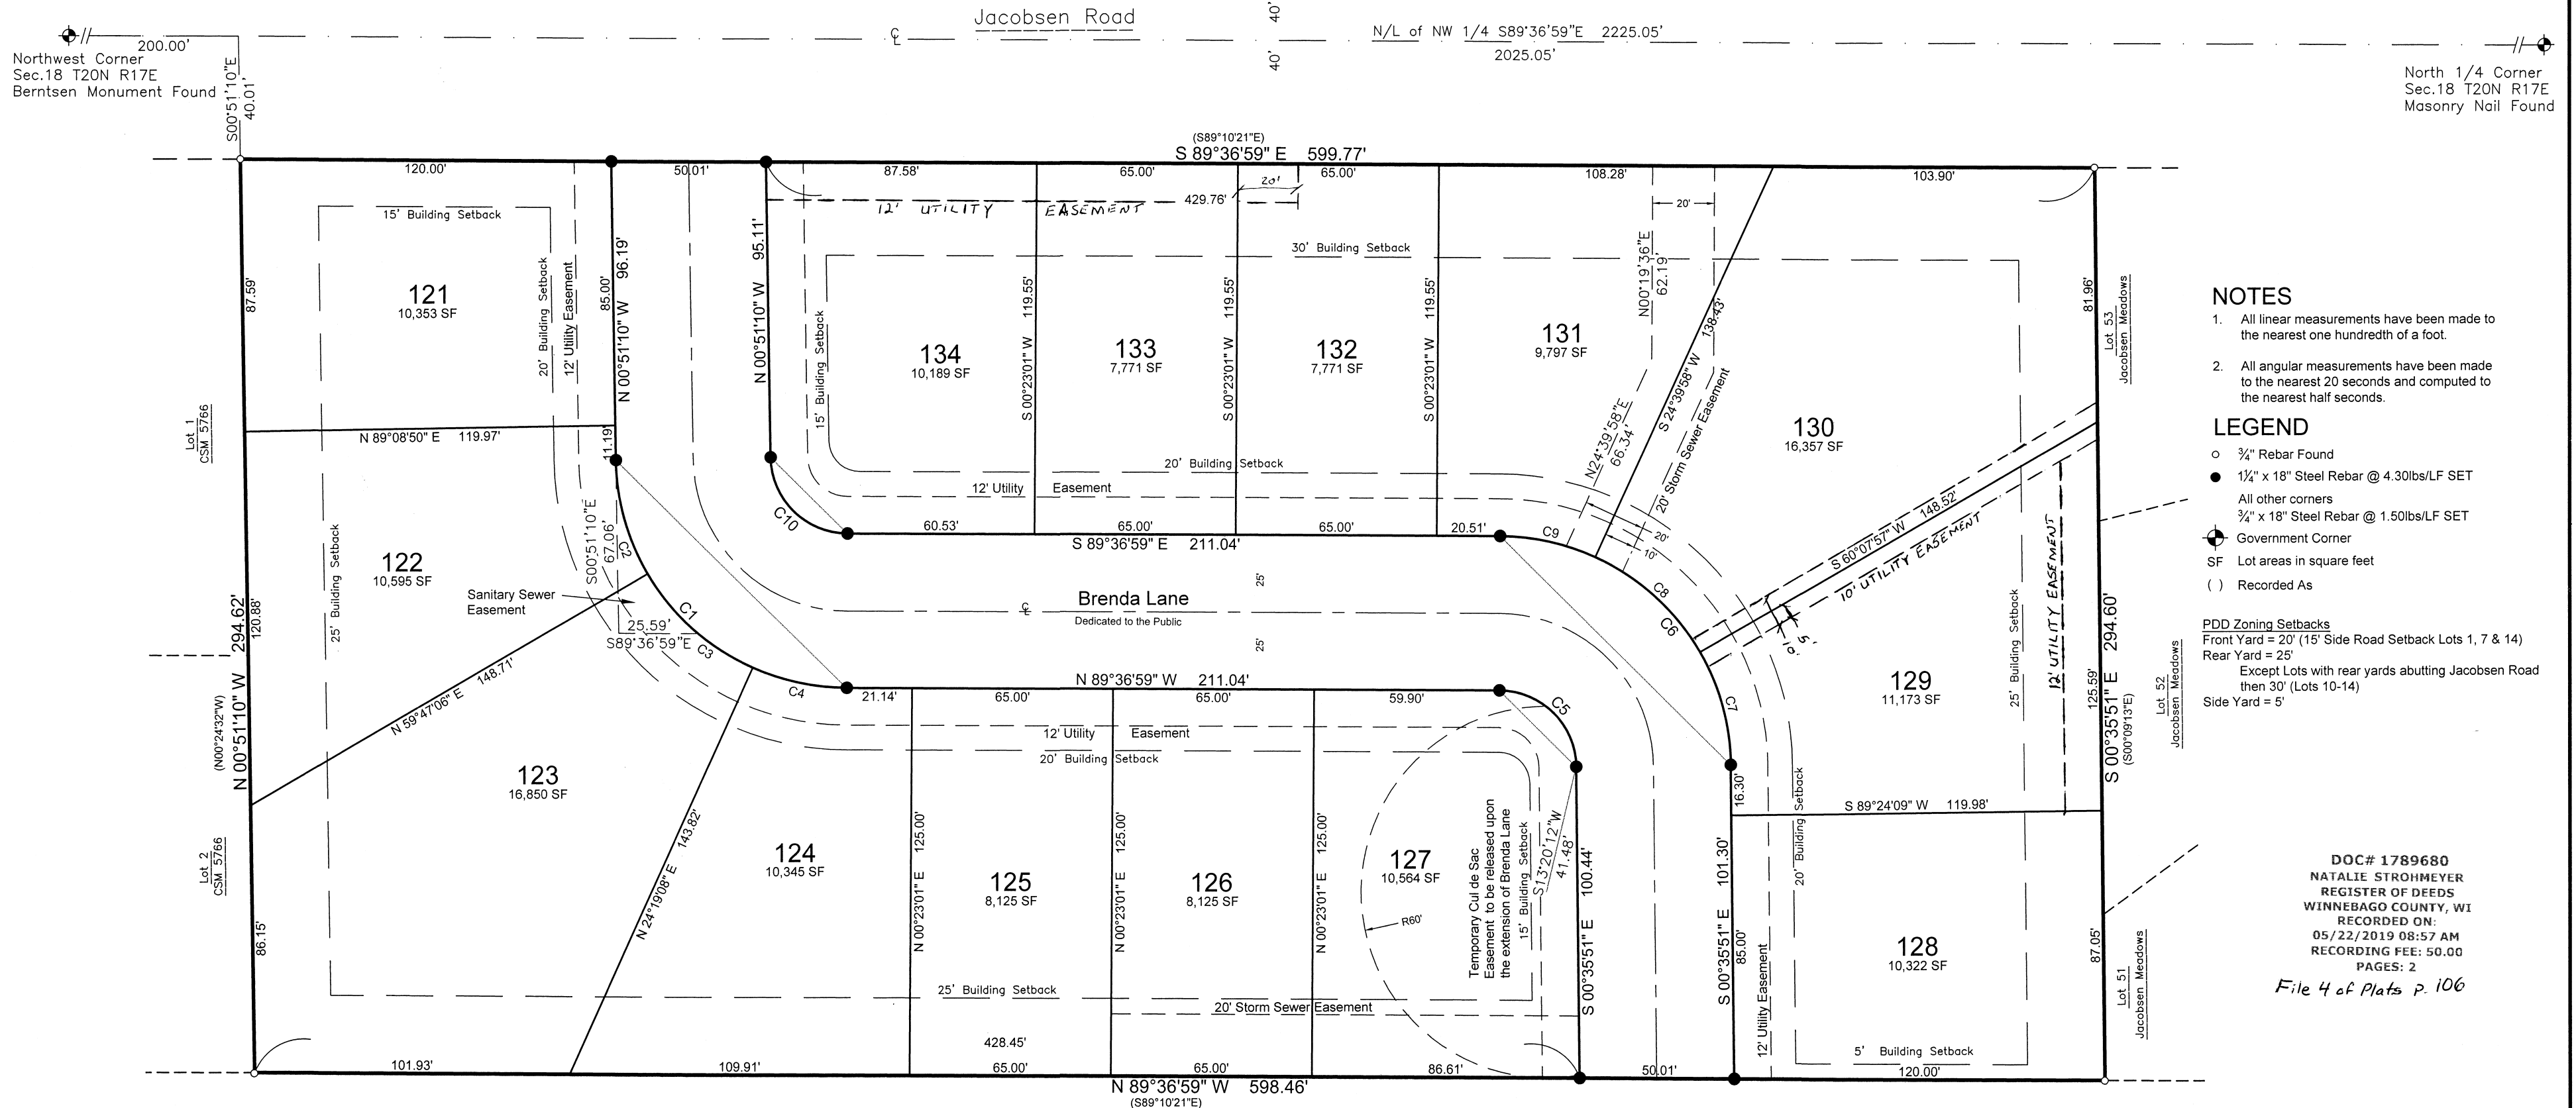 Jacobsen Road
40'
40'
℄
N/L of NW 1/4 S89°36'59"E 2225.05'
2025.05'
200.00'
Northwest Corner
Sec.18 T20N R17E
Berntsen Monument Found
S00°51'10"E
40.01'
North 1/4 Corner
Sec.18 T20N R17E
Masonry Nail Found
(S89°10'21"E)
S 89°36'59" E 599.77'
120.00'
50.01'
87.58'
65.00'
65.00'
108.28'
103.90'
20'
12' UTILITY EASEMENT
429.76'
20'
15' Building Setback
30' Building Setback
87.59'
121
10,353 SF
20' Building Setback
12' Utility Easement
85.00'
N 00°51'10" W 96.19'
N 00°51'10" W 95.11'
15' Building Setback
134
10,189 SF
S 00°23'01" W 119.55'
133
7,771 SF
S 00°23'01" W 119.55'
132
7,771 SF
S 00°23'01" W 119.55'
131
9,797 SF
N00°19'36"E
62.19'
S 24°39'58" W 138.43'
N24°39'58"E
66.34'
20' Storm Sewer Easement
130
16,357 SF
81.96'
Lot 53
Jacobsen Meadows
Lot 1
CSM 5766
N 89°08'50" E 119.97'
11.19'
20' Building Setback
12' Utility Easement
C10
60.53'
65.00'
65.00'
20.51'
C9
20'
10'
S 89°36'59" E 211.04'
S 60°07'57" W 148.52'
10' UTILITY EASEMENT
5'
122
10,595 SF
25' Building Setback
S00°51'10"E
67.06'
C2
Sanitary Sewer
Easement
C1
25.59'
S89°36'59"E
C3
C4
25'
25'
℄
Brenda Lane
Dedicated to the Public
C8
C6
C7
129
11,173 SF
25' Building Setback
12' UTILITY EASEMENT
125.59'
S 00°35'51" E 294.60'
(S00°09'13"E)
Lot 52
Jacobsen Meadows
N 00°51'10" W 294.62'
(N00°24'32"W)
120.88'
N 59°47'06" E 148.71'
N 89°36'59" W 211.04'
21.14'
65.00'
65.00'
59.90'
C5
12' Utility Easement
20' Building Setback
16.30'
S 89°24'09" W 119.98'
Lot 2
CSM 5766
86.15'
123
16,850 SF
N 24°19'08" E 143.82'
124
10,345 SF
N 00°23'01" E 125.00'
125
8,125 SF
N 00°23'01" E 125.00'
126
8,125 SF
N 00°23'01" E 125.00'
127
10,564 SF
R60'
Temporary Cul de Sac
Easement to be released upon
the extension of Brenda Lane
15' Building Setback
S13°20'12"W
41.48'
S 00°35'51" E 100.44'
S 00°35'51" E 101.30'
85.00'
12' Utility Easement
20' Building Setback
128
10,322 SF
87.05'
Lot 51
Jacobsen Meadows
25' Building Setback
20' Storm Sewer Easement
5' Building Setback
428.45'
101.93'
109.91'
65.00'
65.00'
86.61'
50.01'
120.00'
N 89°36'59" W 598.46'
(S89°10'21"E)
NOTES
1. All linear measurements have been made to
the nearest one hundredth of a foot.
2. All angular measurements have been made
to the nearest 20 seconds and computed to
the nearest half seconds.
LEGEND
¾" Rebar Found
1¼" x 18" Steel Rebar @ 4.30lbs/LF SET
All other corners
¾" x 18" Steel Rebar @ 1.50lbs/LF SET
Government Corner
SF Lot areas in square feet
( ) Recorded As
PDD Zoning Setbacks
Front Yard = 20' (15' Side Road Setback Lots 1, 7 & 14)
Rear Yard = 25'
Except Lots with rear yards abutting Jacobsen Road
then 30' (Lots 10-14)
Side Yard = 5'
DOC# 1789680
NATALIE STROHMEYER
REGISTER OF DEEDS
WINNEBAGO COUNTY, WI
RECORDED ON:
05/22/2019 08:57 AM
RECORDING FEE: 50.00
PAGES: 2
File 4 of Plats p. 106